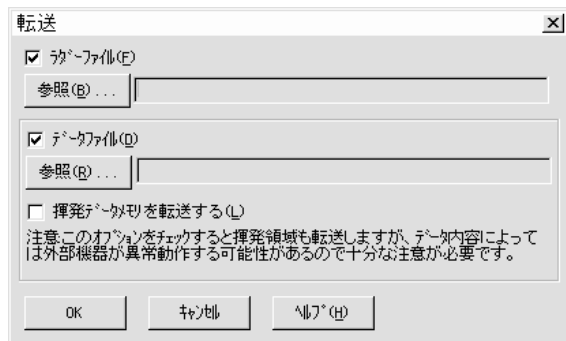 転送
ﾗﾀﾞｰﾌｧｲﾙ(F)
参照(B)...
ﾃﾞｰﾀﾌｧｲﾙ(D)
参照(R)...
揮発ﾃﾞｰﾀﾒﾓﾘを転送する(L)
注意:このｵﾌﾟｼｮﾝをﾁｪｯｸすると揮発領域も転送しますが、ﾃﾞｰﾀ内容によって
は外部機器が異常動作する可能性があるので十分な注意が必要です。
OK
ｷｬﾝｾﾙ
ﾍﾙﾌﾟ(H)